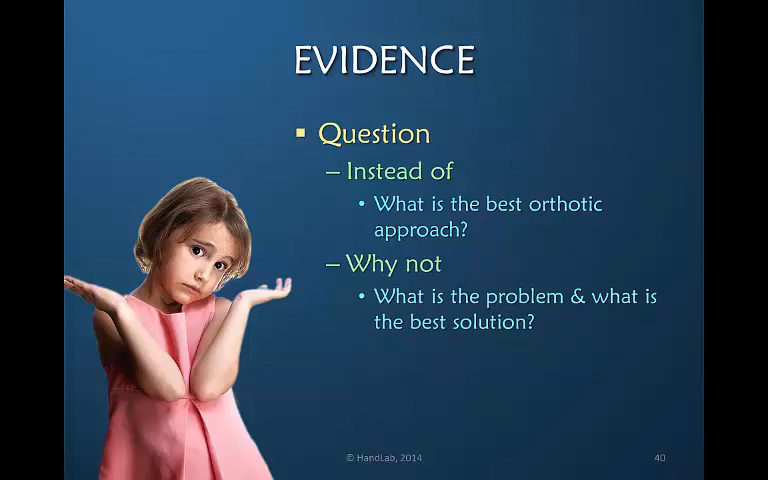 EVIDENCE
▪ Question
– Instead of
• What is the best orthotic
approach?
– Why not
• What is the problem & what is
the best solution?
© HandLab, 2014
40